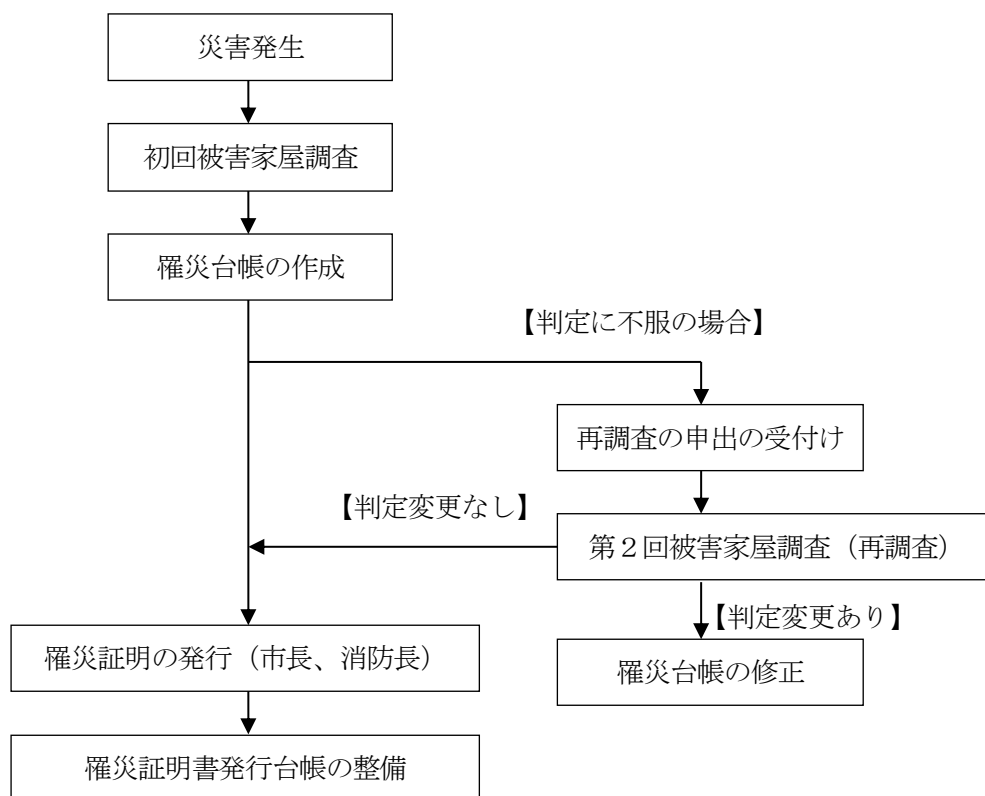 災害発生
初回被害家屋調査
罹災台帳の作成
【判定に不服の場合】
再調査の申出の受付け
【判定変更なし】
第２回被害家屋調査（再調査）
【判定変更あり】
罹災証明の発行（市長、消防長）
罹災台帳の修正
罹災証明書発行台帳の整備